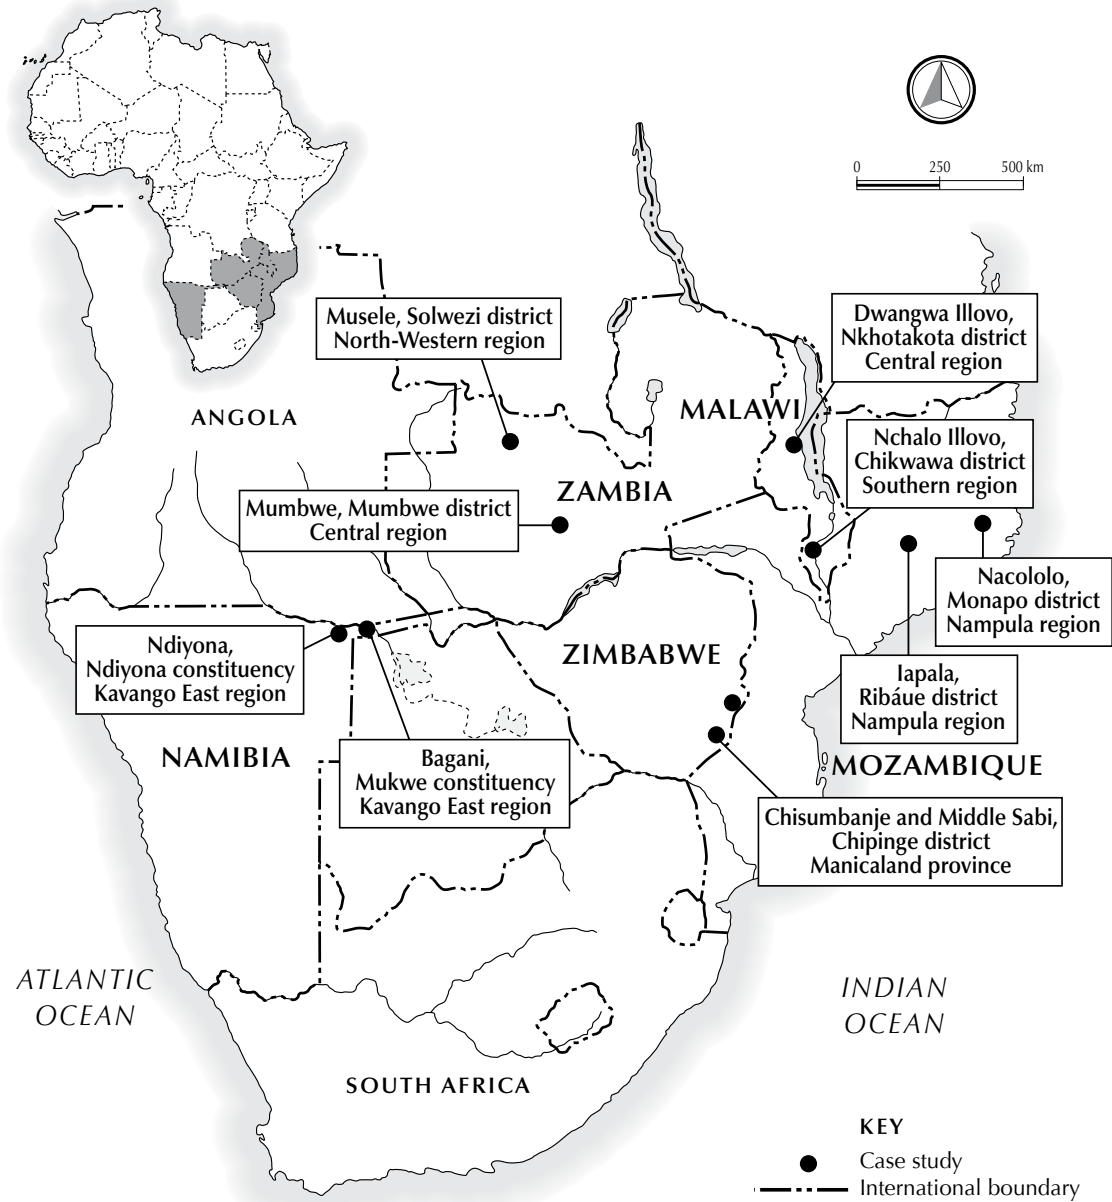 0 250 500 km
Musele, Solwezi district
North-Western region
Dwangwa Illovo,
Nkhotakota district
Central region
ANGOLA
MALAWI
Nchalo Illovo,
Chikwawa district
Southern region
ZAMBIA
Mumbwe, Mumbwe district
Central region
Nacololo,
Monapo district
Nampula region
Ndiyona,
Ndiyona constituency
Kavango East region
ZIMBABWE
Iapala,
Ribáue district
Nampula region
NAMIBIA
Bagani,
Mukwe constituency
Kavango East region
MOZAMBIQUE
Chisumbanje and Middle Sabi,
Chipinge district
Manicaland province
ATLANTIC
OCEAN
INDIAN
OCEAN
SOUTH AFRICA
KEY
Case study
International boundary